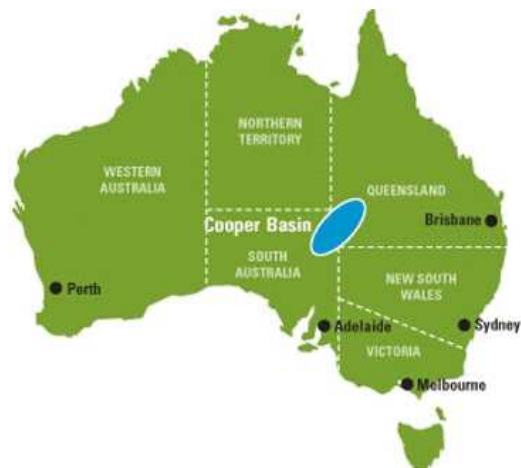 NORTHERN
TERRITORY
WESTERN
AUSTRALIA
QUEENSLAND
Cooper Basin
Brisbane
SOUTH
AUSTRALIA
NEW SOUTH
WALES
Perth
Adelaide
Sydney
VICTORIA
Melbourne